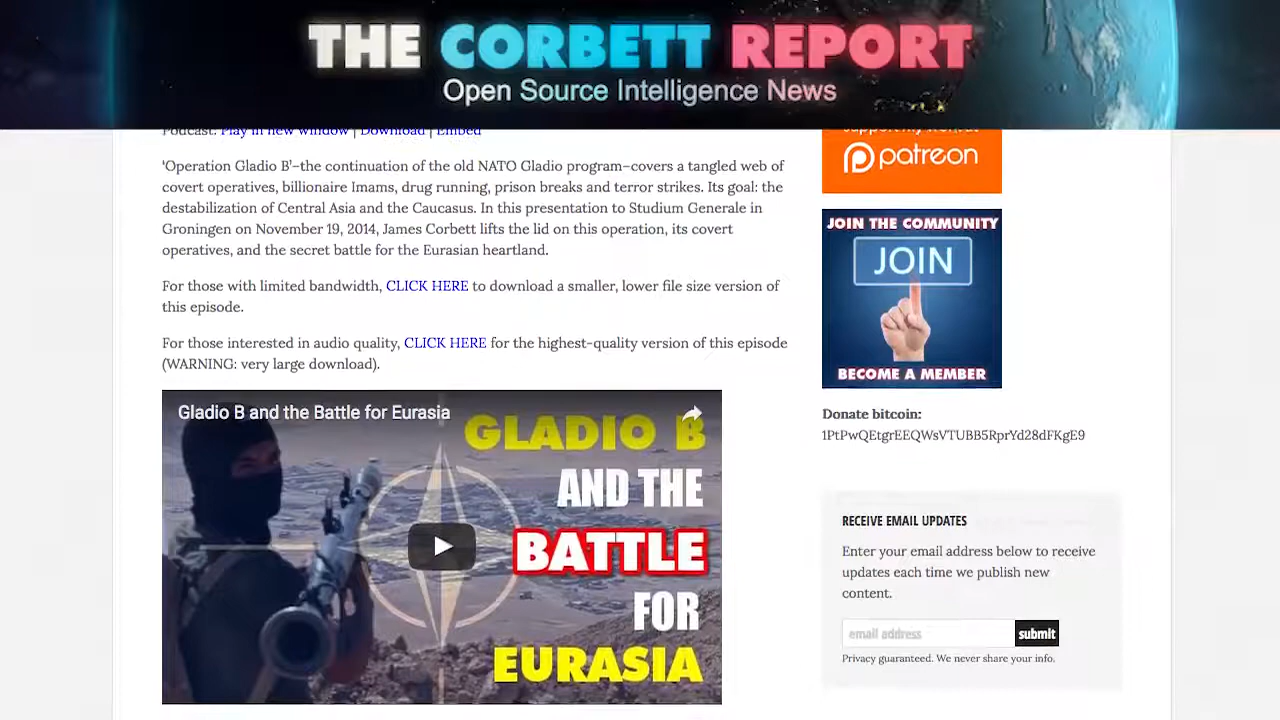 THE CORBETT REPORT
Open Source Intelligence News
Podcast: Play in new window | Download | Embed
'Operation Gladio B'–the continuation of the old NATO Gladio program–covers a tangled web of
covert operatives, billionaire Imams, drug running, prison breaks and terror strikes. Its goal: the
destabilization of Central Asia and the Caucasus. In this presentation to Studium Generale in
Groningen on November 19, 2014, James Corbett lifts the lid on this operation, its covert
operatives, and the secret battle for the Eurasian heartland.
For those with limited bandwidth, CLICK HERE to download a smaller, lower file size version of
this episode.
For those interested in audio quality, CLICK HERE for the highest-quality version of this episode
(WARNING: very large download).
Gladio B and the Battle for Eurasia
GLADIO B
AND THE
BATTLE
FOR
EURASIA
support my work at
patreon
JOIN THE COMMUNITY
JOIN
BECOME A MEMBER
Donate bitcoin:
1PtPwQEtgrEEQWsVTUBB5RprYd28dFKgE9
RECEIVE EMAIL UPDATES
Enter your email address below to receive
updates each time we publish new
content.
email address
submit
Privacy guaranteed. We never share your info.